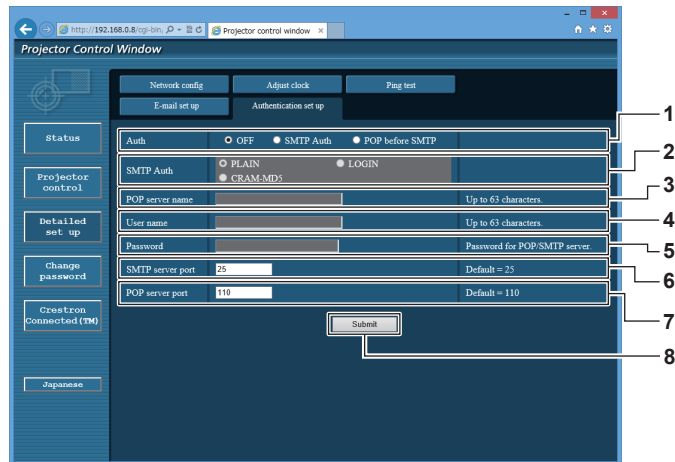 http://192.168.0.8/cgi-bin,
Projector control window
Projector Control Window
Network config
Adjust clock
Ping test
E-mail set up
Authentication set up
Status
Projector
control
Detailed
set up
Change
password
Crestron
Connected(TM)
Japanese
Auth
OFF
SMTP Auth
POP before SMTP
SMTP Auth
PLAIN
LOGIN
CRAM-MD5
POP server name
Up to 63 characters.
User name
Up to 63 characters.
Password
Password for POP/SMTP server.
SMTP server port
25
Default = 25
POP server port
110
Default = 110
Submit
1
2
3
4
5
6
7
8